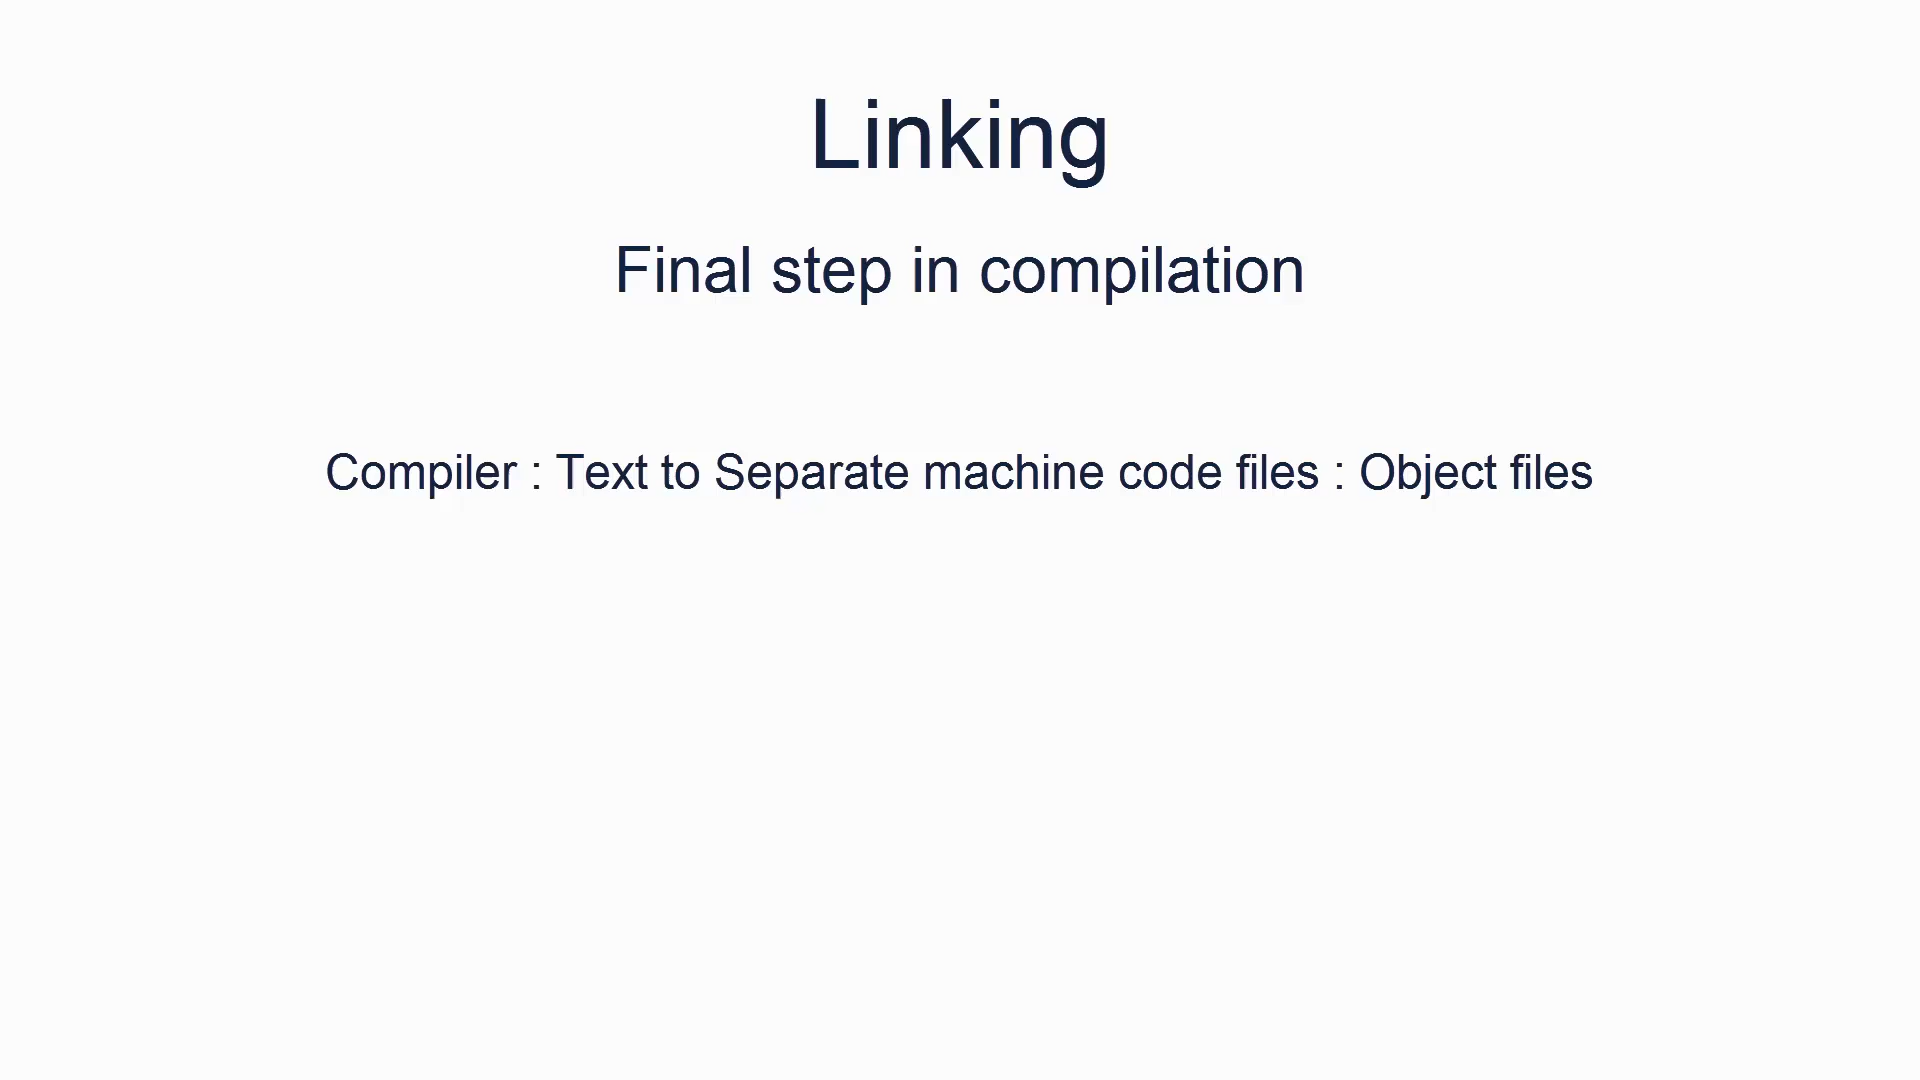 Linking
Final step in compilation
Compiler : Text to Separate machine code files : Object files